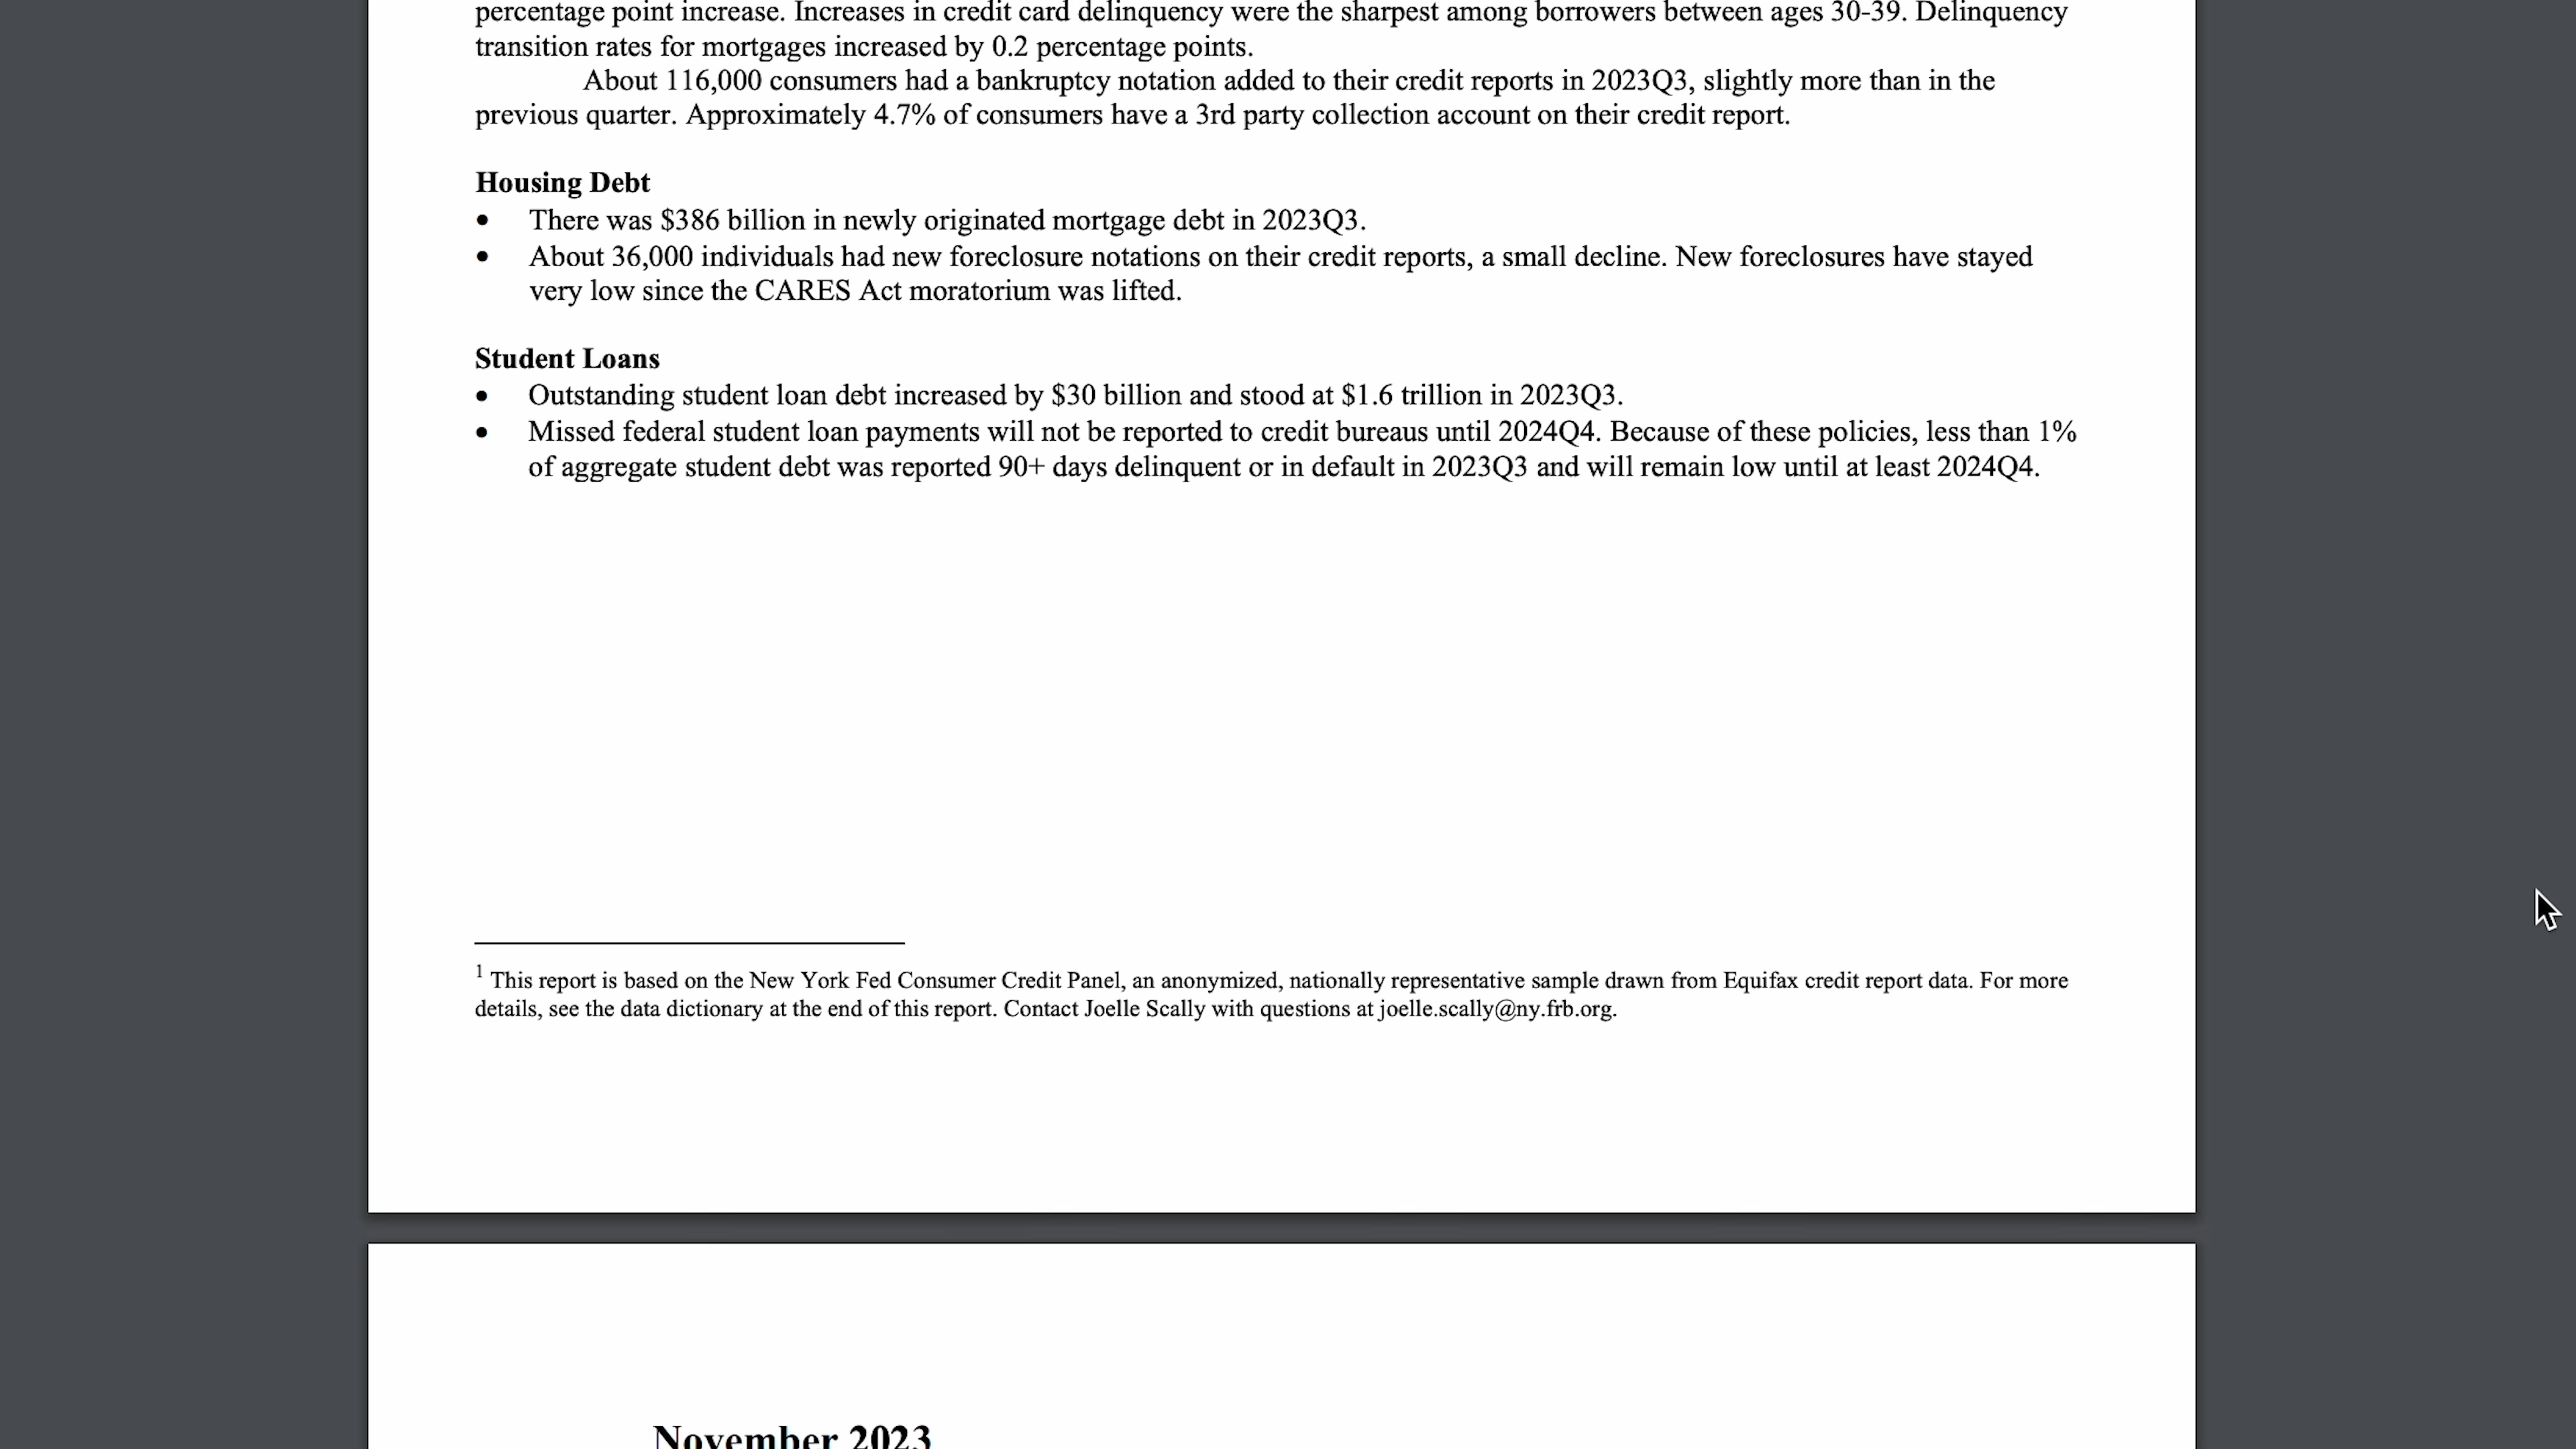 percentage point increase. Increases in credit card delinquency were the sharpest among borrowers between ages 30-39. Delinquency
transition rates for mortgages increased by 0.2 percentage points.
About 116,000 consumers had a bankruptcy notation added to their credit reports in 2023Q3, slightly more than in the
previous quarter. Approximately 4.7% of consumers have a 3rd party collection account on their credit report.
Housing Debt
• There was $386 billion in newly originated mortgage debt in 2023Q3.
• About 36,000 individuals had new foreclosure notations on their credit reports, a small decline. New foreclosures have stayed
very low since the CARES Act moratorium was lifted.
Student Loans
• Outstanding student loan debt increased by $30 billion and stood at $1.6 trillion in 2023Q3.
• Missed federal student loan payments will not be reported to credit bureaus until 2024Q4. Because of these policies, less than 1%
of aggregate student debt was reported 90+ days delinquent or in default in 2023Q3 and will remain low until at least 2024Q4.
1 This report is based on the New York Fed Consumer Credit Panel, an anonymized, nationally representative sample drawn from Equifax credit report data. For more
details, see the data dictionary at the end of this report. Contact Joelle Scally with questions at joelle.scally@ny.frb.org.
November 2023